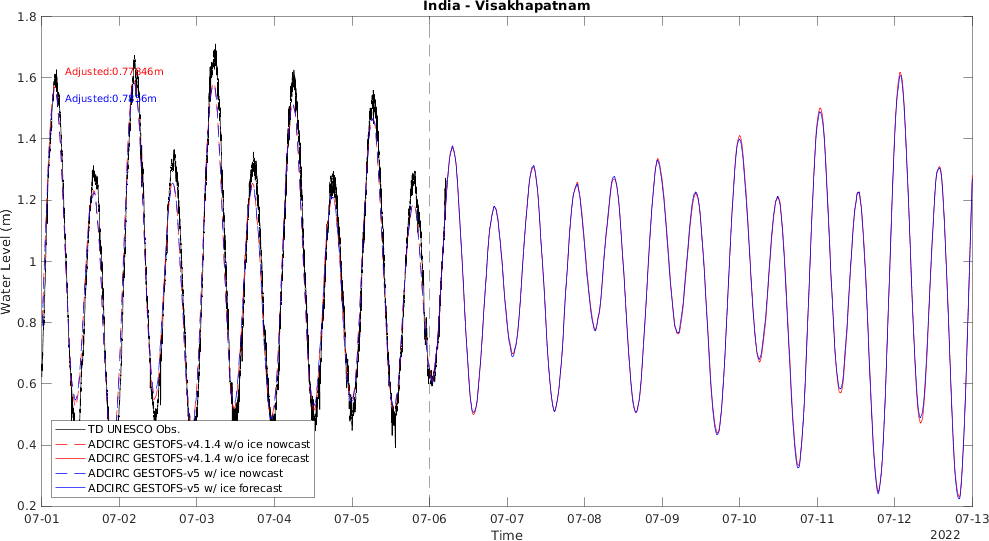 India - Visakhapatnam
1.8
1.6
1.4
1.2
1
0.8
0.6
0.4
0.2
Water Level (m)
Adjusted:0.77846m
TD UNESCO Obs.
ADCIRC GESTOFS-v4.1.4 w/o ice nowcast
ADCIRC GESTOFS-v4.1.4 w/o ice forecast
ADCIRC GESTOFS-v5 w/ ice nowcast
ADCIRC GESTOFS-v5 w/ ice forecast
07-01 07-02 07-03 07-04 07-05 07-06 07-07 07-08 07-09 07-10 07-11 07-12 07-13
Time
2022